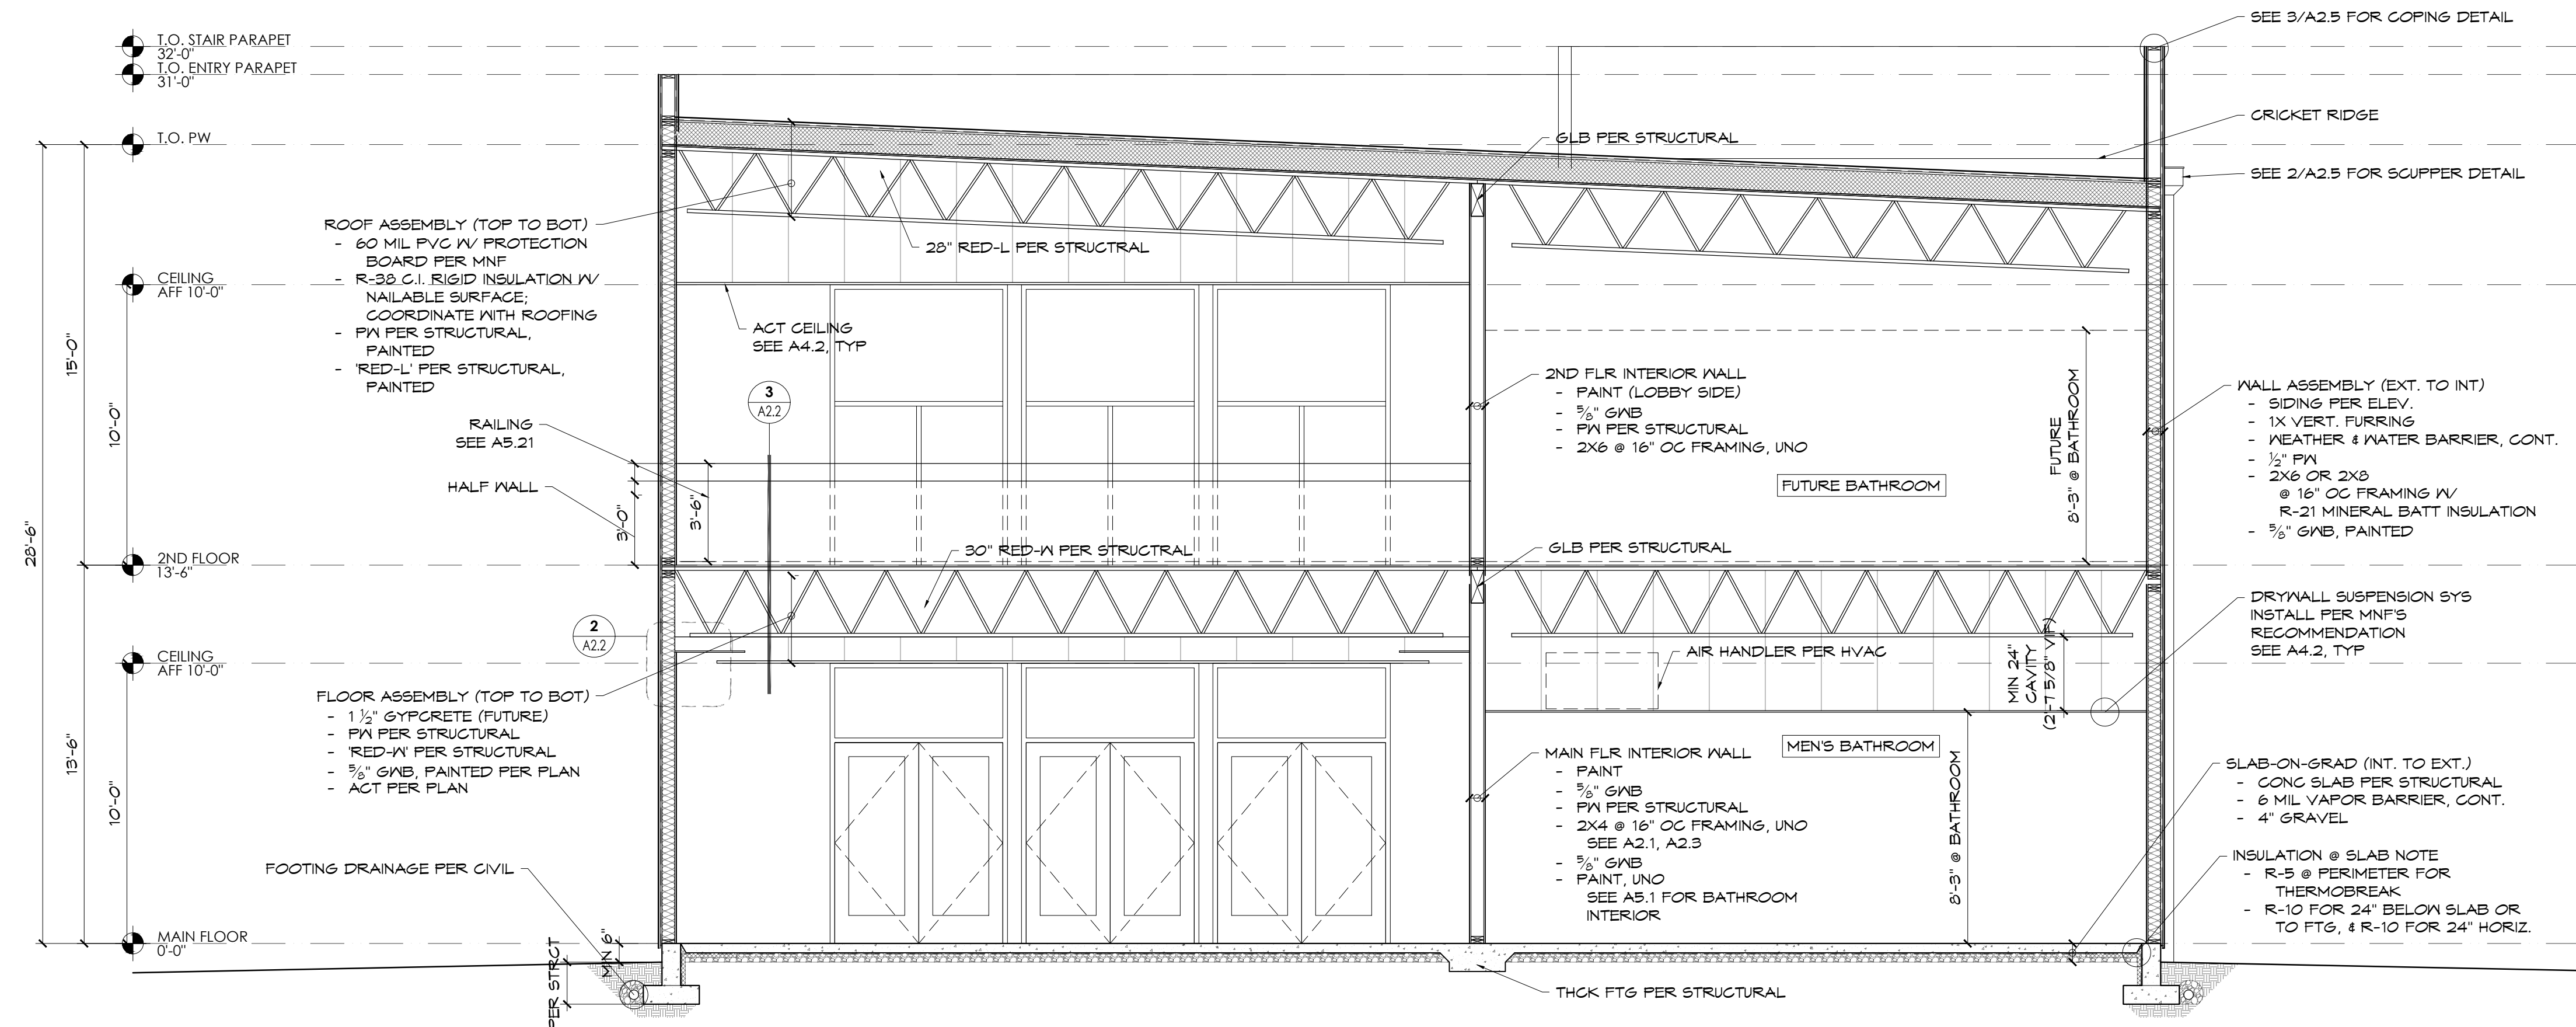 T.O. STAIR PARAPET
32'-0"
T.O. ENTRY PARAPET
31'-0"
T.O. PW
CEILING
AFF 10'-0"
2ND FLOOR
13'-6"
CEILING
AFF 10'-0"
MAIN FLOOR
0'-0"
28'-6"
15'-0"
13'-6"
10'-0"
10'-0"
ROOF ASSEMBLY (TOP TO BOT)
- 60 MIL PVC W/ PROTECTION
BOARD PER MNF
- R-38 C.I. RIGID INSULATION W/
NAILABLE SURFACE;
COORDINATE WITH ROOFING
- PW PER STRUCTURAL,
PAINTED
- 'RED-L' PER STRUCTURAL,
PAINTED
RAILING
SEE A5.21
HALF WALL
3'-0"
3'-6"
3
A2.2
2
A2.2
FLOOR ASSEMBLY (TOP TO BOT)
- 1 ½" GYPCRETE (FUTURE)
- PW PER STRUCTURAL
- 'RED-W' PER STRUCTURAL
- ⅝" GWB, PAINTED PER PLAN
- ACT PER PLAN
FOOTING DRAINAGE PER CIVIL
PER STRCT
MIN 6"
28" RED-L PER STRUCTRAL
ACT CEILING
SEE A4.2, TYP
30" RED-W PER STRUCTRAL
GLB PER STRUCTURAL
2ND FLR INTERIOR WALL
- PAINT (LOBBY SIDE)
- ⅝" GWB
- PW PER STRUCTURAL
- 2X6 @ 16" OC FRAMING, UNO
FUTURE BATHROOM
FUTURE
8'-3" @ BATHROOM
GLB PER STRUCTURAL
AIR HANDLER PER HVAC
MIN 24"
CAVITY
(2'-7 5/8" VIF)
MEN'S BATHROOM
MAIN FLR INTERIOR WALL
- PAINT
- ⅝" GWB
- PW PER STRUCTURAL
- 2X4 @ 16" OC FRAMING, UNO
SEE A2.1, A2.3
- ⅝" GWB
- PAINT, UNO
SEE A5.1 FOR BATHROOM
INTERIOR
8'-3" @ BATHROOM
THCK FTG PER STRUCTURAL
SEE 3/A2.5 FOR COPING DETAIL
CRICKET RIDGE
SEE 2/A2.5 FOR SCUPPER DETAIL
WALL ASSEMBLY (EXT. TO INT)
- SIDING PER ELEV.
- 1X VERT. FURRING
- WEATHER & WATER BARRIER, CONT.
- ½" PW
- 2X6 OR 2X8
@ 16" OC FRAMING W/
R-21 MINERAL BATT INSULATION
- ⅝" GWB, PAINTED
DRYWALL SUSPENSION SYS
INSTALL PER MNF'S
RECOMMENDATION
SEE A4.2, TYP
SLAB-ON-GRAD (INT. TO EXT.)
- CONC SLAB PER STRUCTURAL
- 6 MIL VAPOR BARRIER, CONT.
- 4" GRAVEL
INSULATION @ SLAB NOTE
- R-5 @ PERIMETER FOR
THERMOBREAK
- R-10 FOR 24" BELOW SLAB OR
TO FTG, & R-10 FOR 24" HORIZ.